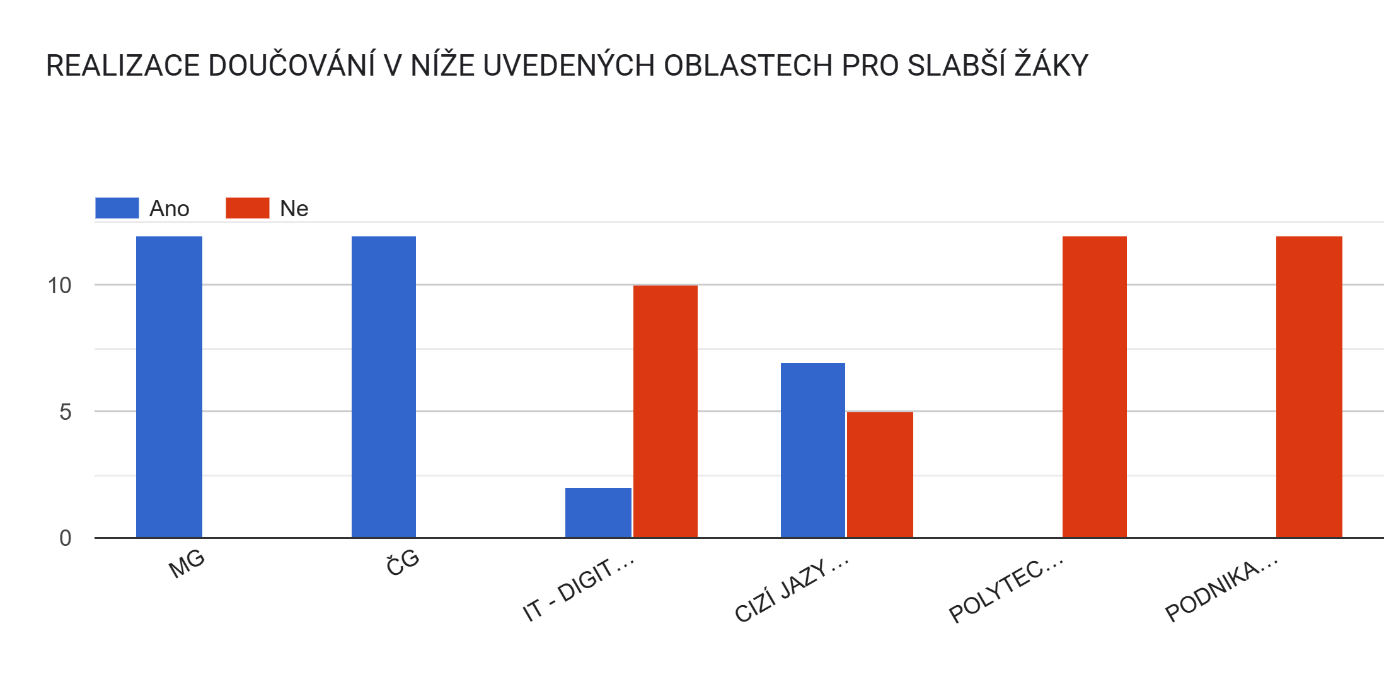 REALIZACE DOUČOVÁNÍ V NÍŽE UVEDENÝCH OBLASTECH PRO SLABŠÍ ŽÁKY
Ano Ne
10
5
0
MG ČG IT - DIGIT… CIZÍ JAZY… POLYTEC… PODNIKA…